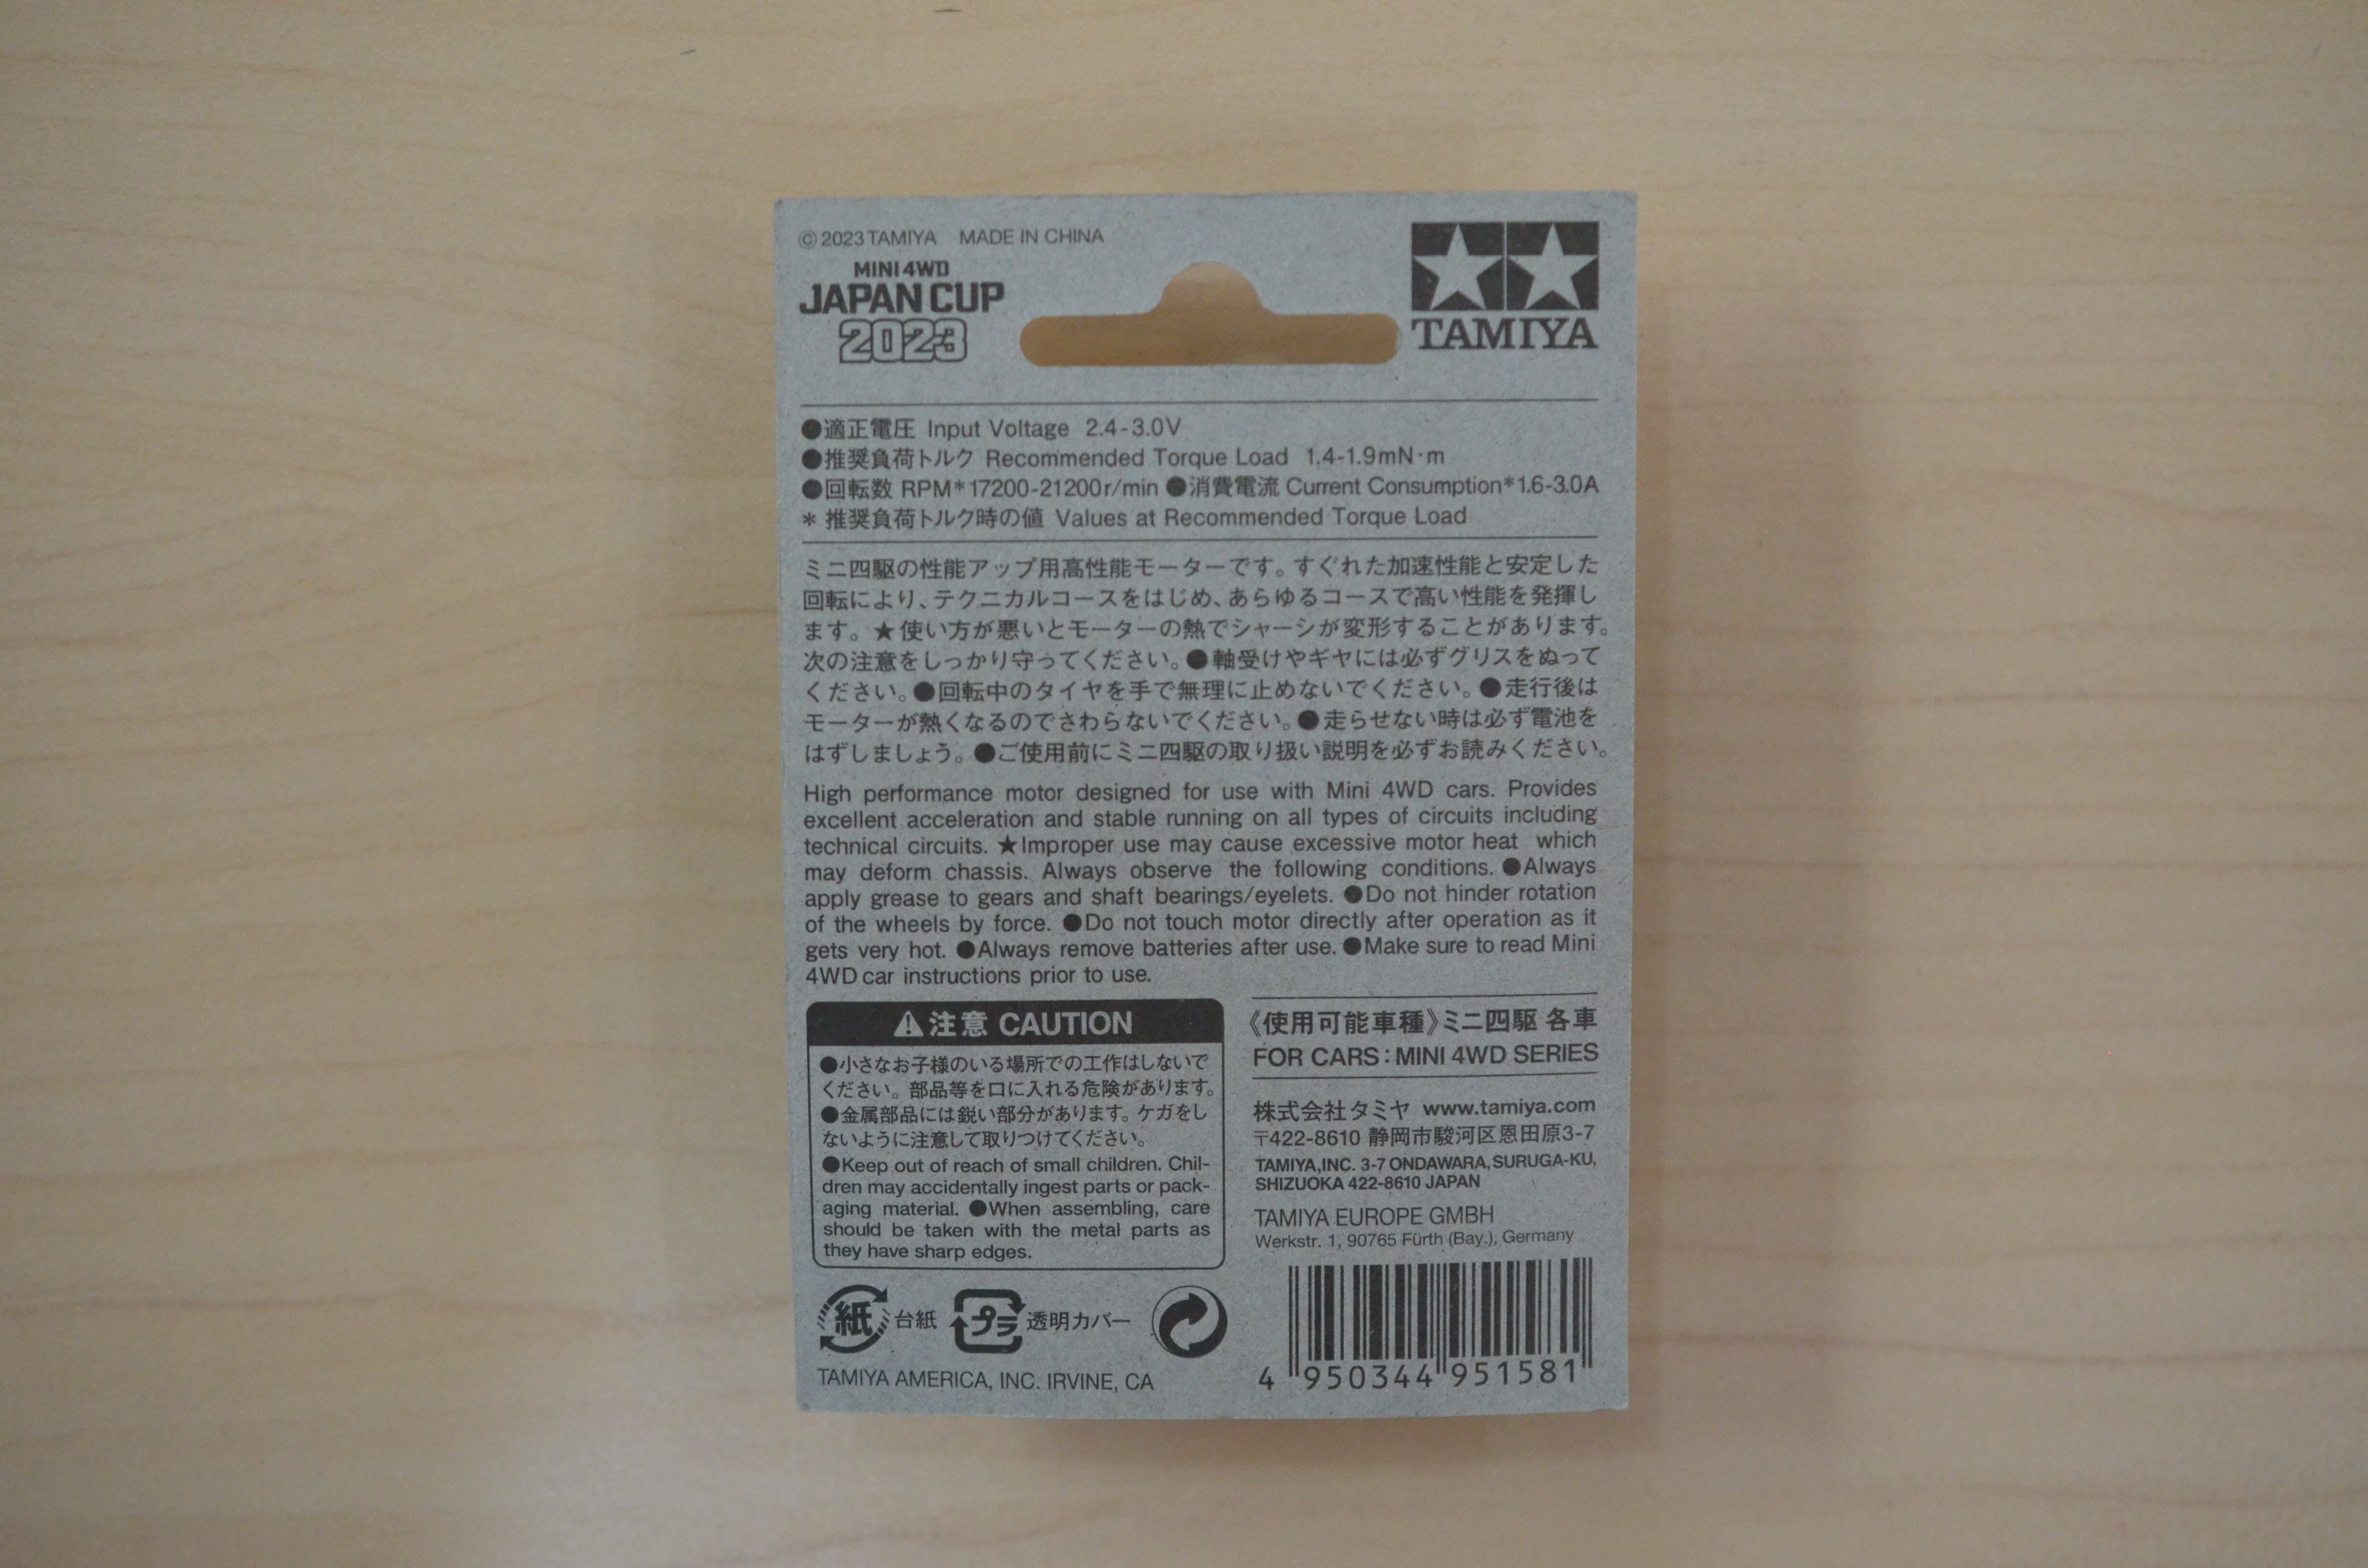 © 2023 TAMIYA MADE IN CHINA
MINI 4WD
JAPAN CUP
2023
TAMIYA
●適正電圧 Input Voltage 2.4-3.0V
●推奨負荷トルク Recommended Torque Load 1.4-1.9mN·m
●回転数 RPM*17200-21200r/min ●消費電流 Current Consumption*1.6-3.0A
* 推奨負荷トルク時の値 Values at Recommended Torque Load
ミニ四駆の性能アップ用高性能モーターです。すぐれた加速性能と安定した
回転により、テクニカルコースをはじめ、あらゆるコースで高い性能を発揮し
ます。★使い方が悪いとモーターの熱でシャーシが変形することがあります。
次の注意をしっかり守ってください。●軸受けやギヤには必ずグリスをぬって
ください。●回転中のタイヤを手で無理に止めないでください。●走行後は
モーターが熱くなるのでさわらないでください。●走らせない時は必ず電池を
はずしましょう。●ご使用前にミニ四駆の取り扱い説明を必ずお読みください。
High performance motor designed for use with Mini 4WD cars. Provides
excellent acceleration and stable running on all types of circuits including
technical circuits. ★Improper use may cause excessive motor heat which
may deform chassis. Always observe the following conditions. ●Always
apply grease to gears and shaft bearings/eyelets. ●Do not hinder rotation
of the wheels by force. ●Do not touch motor directly after operation as it
gets very hot. ●Always remove batteries after use. ●Make sure to read Mini
4WD car instructions prior to use.
注意 CAUTION
●小さなお子様のいる場所での工作はしないで
ください。部品等を口に入れる危険があります。
●金属部品には鋭い部分があります。ケガをし
ないように注意して取りつけてください。
●Keep out of reach of small children. Chil-
dren may accidentally ingest parts or pack-
aging material. ●When assembling, care
should be taken with the metal parts as
they have sharp edges.
紙 台紙 プラ 透明カバー
TAMIYA AMERICA, INC. IRVINE, CA
《使用可能車種》ミニ四駆 各車
FOR CARS : MINI 4WD SERIES
株式会社タミヤ www.tamiya.com
〒422-8610 静岡市駿河区恩田原3-7
TAMIYA,INC. 3-7 ONDAWARA, SURUGA-KU,
SHIZUOKA 422-8610 JAPAN
TAMIYA EUROPE GMBH
Werkstr. 1, 90765 Fürth (Bay.), Germany
4 950344 951581